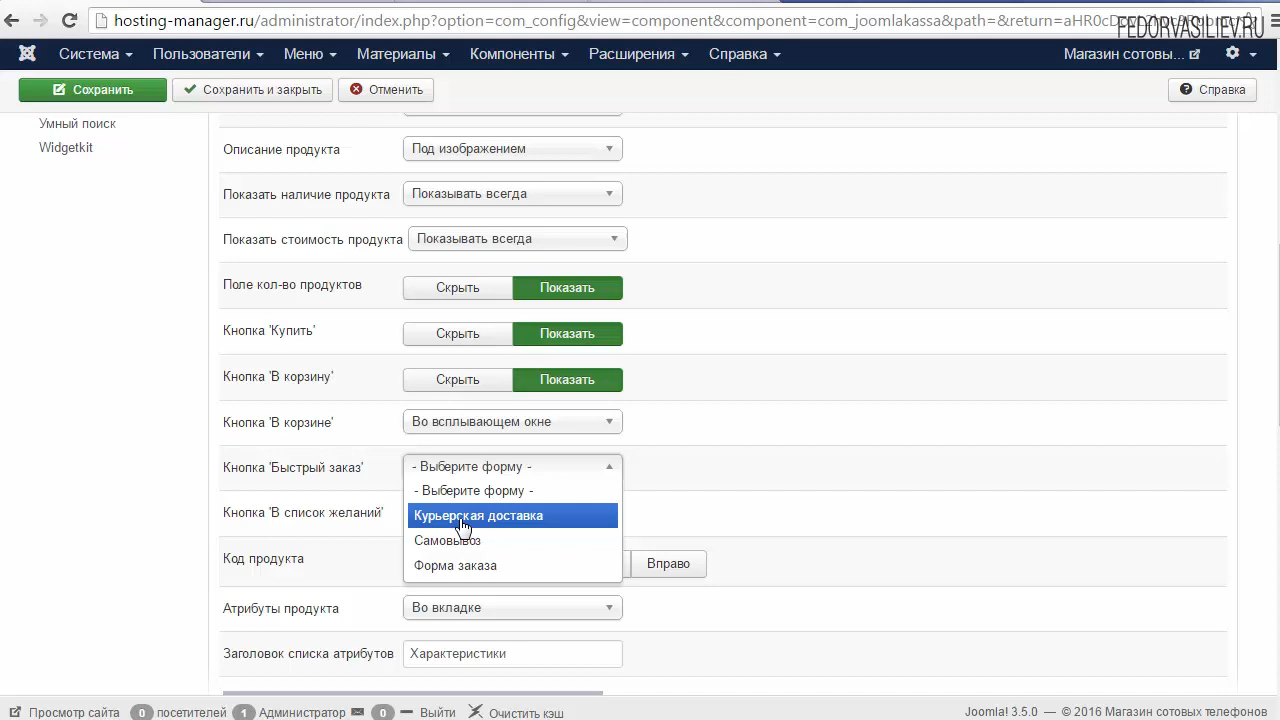 hosting-manager.ru/administrator/index.php?option=com_config&view=component&component=com_joomlakassa&path=&return=
FEDORVASILIEV.RU
Система Пользователи Меню Материалы Компоненты Расширения Справка Магазин сотовы...
Сохранить Сохранить и закрыть Отменить Справка
Умный поиск
Widgetkit
Описание продукта Под изображением
Показать наличие продукта Показывать всегда
Показать стоимость продукта Показывать всегда
Поле кол-во продуктов Скрыть Показать
Кнопка 'Купить' Скрыть Показать
Кнопка 'В корзину' Скрыть Показать
Кнопка 'В корзине' Во всплывающем окне
Кнопка 'Быстрый заказ' - Выберите форму -
- Выберите форму -
Курьерская доставка
Кнопка 'В список желаний'
Самовывоз
Код продукта Форма заказа Вправо
Атрибуты продукта Во вкладке
Заголовок списка атрибутов Характеристики
Просмотр сайта 0 посетителей 1 Администратор 0 Выйти Очистить кэш Joomla! 3.5.0 — © 2016 Магазин сотовых телефонов